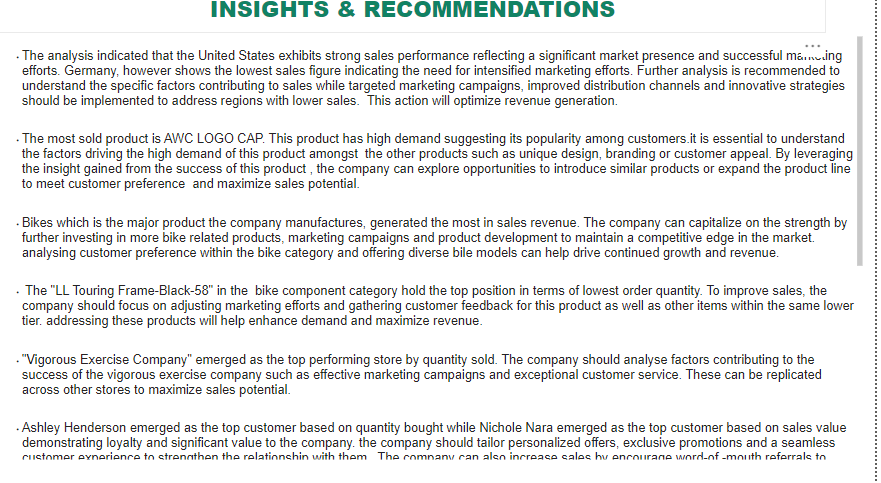 INSIGHTS & RECOMMENDATIONS
· The analysis indicated that the United States exhibits strong sales performance reflecting a significant market presence and successful
efforts. Germany, however shows the lowest sales figure indicating the need for intensified marketing efforts. Further analysis is recommended to
understand the specific factors contributing to sales while targeted marketing campaigns, improved distribution channels and innovative strategies
should be implemented to address regions with lower sales.  This action will optimize revenue generation.
· The most sold product is AWC LOGO CAP. This product has high demand suggesting its popularity among customers.it is essential to understand
the factors driving the high demand of this product amongst  the other products such as unique design, branding or customer appeal. By leveraging
the insight gained from the success of this product , the company can explore opportunities to introduce similar products or expand the product line
to meet customer preference  and maximize sales potential.
· Bikes which is the major product the company manufactures, generated the most in sales revenue. The company can capitalize on the strength by
further investing in more bike related products, marketing campaigns and product development to maintain a competitive edge in the market.
analysing customer preference within the bike category and offering diverse bile models can help drive continued growth and revenue.
· The "LL Touring Frame-Black-58" in the  bike component category hold the top position in terms of lowest order quantity. To improve sales, the
company should focus on adjusting marketing efforts and gathering customer feedback for this product as well as other items within the same lower
tier. addressing these products will help enhance demand and maximize revenue.
· "Vigorous Exercise Company" emerged as the top performing store by quantity sold. The company should analyse factors contributing to the
success of the vigorous exercise company such as effective marketing campaigns and exceptional customer service. These can be replicated
across other stores to maximize sales potential.
· Ashley Henderson emerged as the top customer based on quantity bought while Nichole Nara emerged as the top customer based on sales value
demonstrating loyalty and significant value to the company. the company should tailor personalized offers, exclusive promotions and a seamless
customer experience to strengthen the relationship with them.  The company can also increase sales by encourage word-of -mouth referrals to